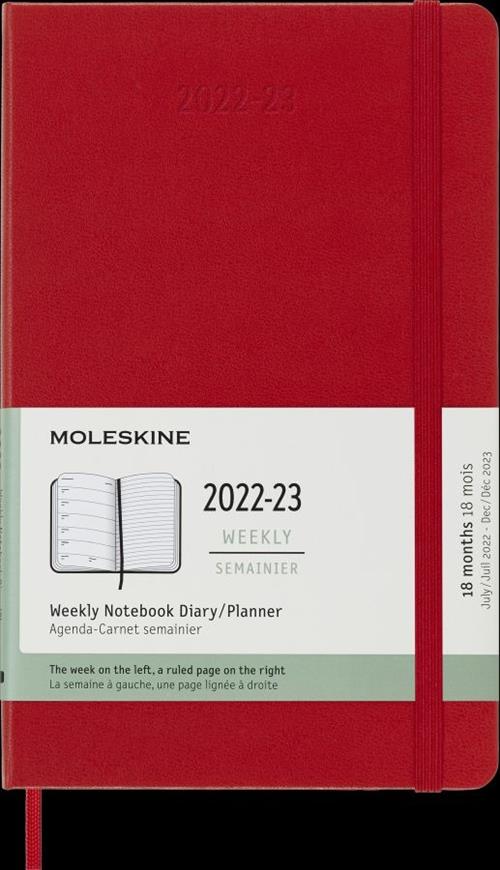 2022-23
MOLESKINE
2022-23
WEEKLY
SEMAINIER
Weekly Notebook Diary/Planner
Agenda-Carnet semainier
The week on the left, a ruled page on the right
La semaine à gauche, une page lignée à droite
18 months 18 mois
July/Juil 2022 - Dec/Déc 2023